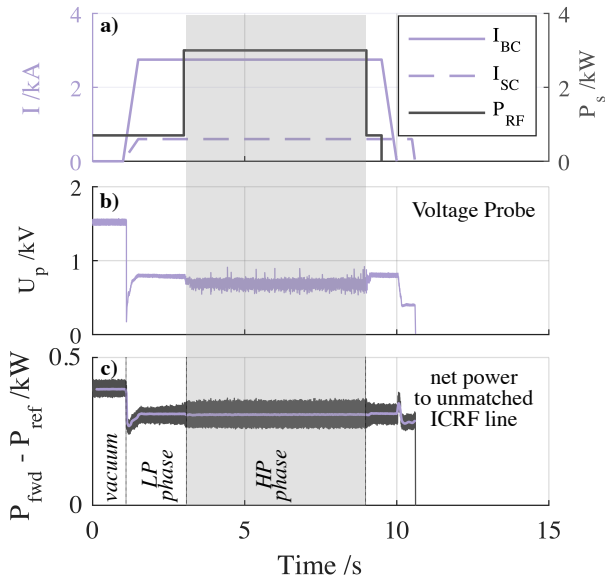 a)
4
2
0
I /kA
4
2
0
P_s /kW
I_BC
I_SC
P_RF
b)
2
1
0
U_p /kV
Voltage Probe
c)
0.5
0
P_fwd - P_ref /kW
net power
to unmatched
ICRF line
vacuum
LP
phase
HP
phase
0
5
10
15
Time /s